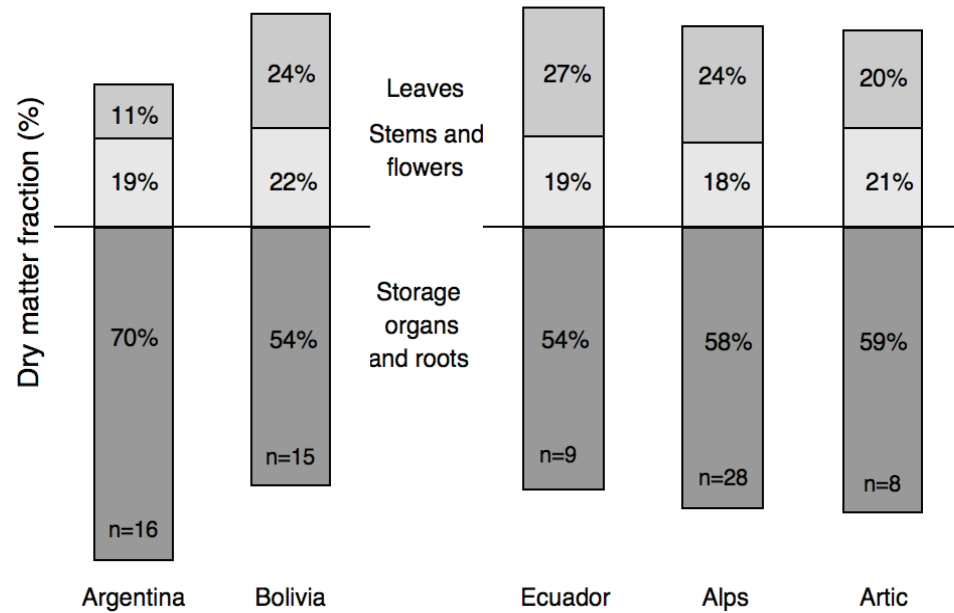 Dry matter fraction (%)
11%
19%
70%
n=16
Argentina
24%
22%
54%
n=15
Bolivia
Leaves
Stems and
flowers
Storage
organs
and roots
27%
19%
54%
n=9
Ecuador
24%
18%
58%
n=28
Alps
20%
21%
59%
n=8
Artic